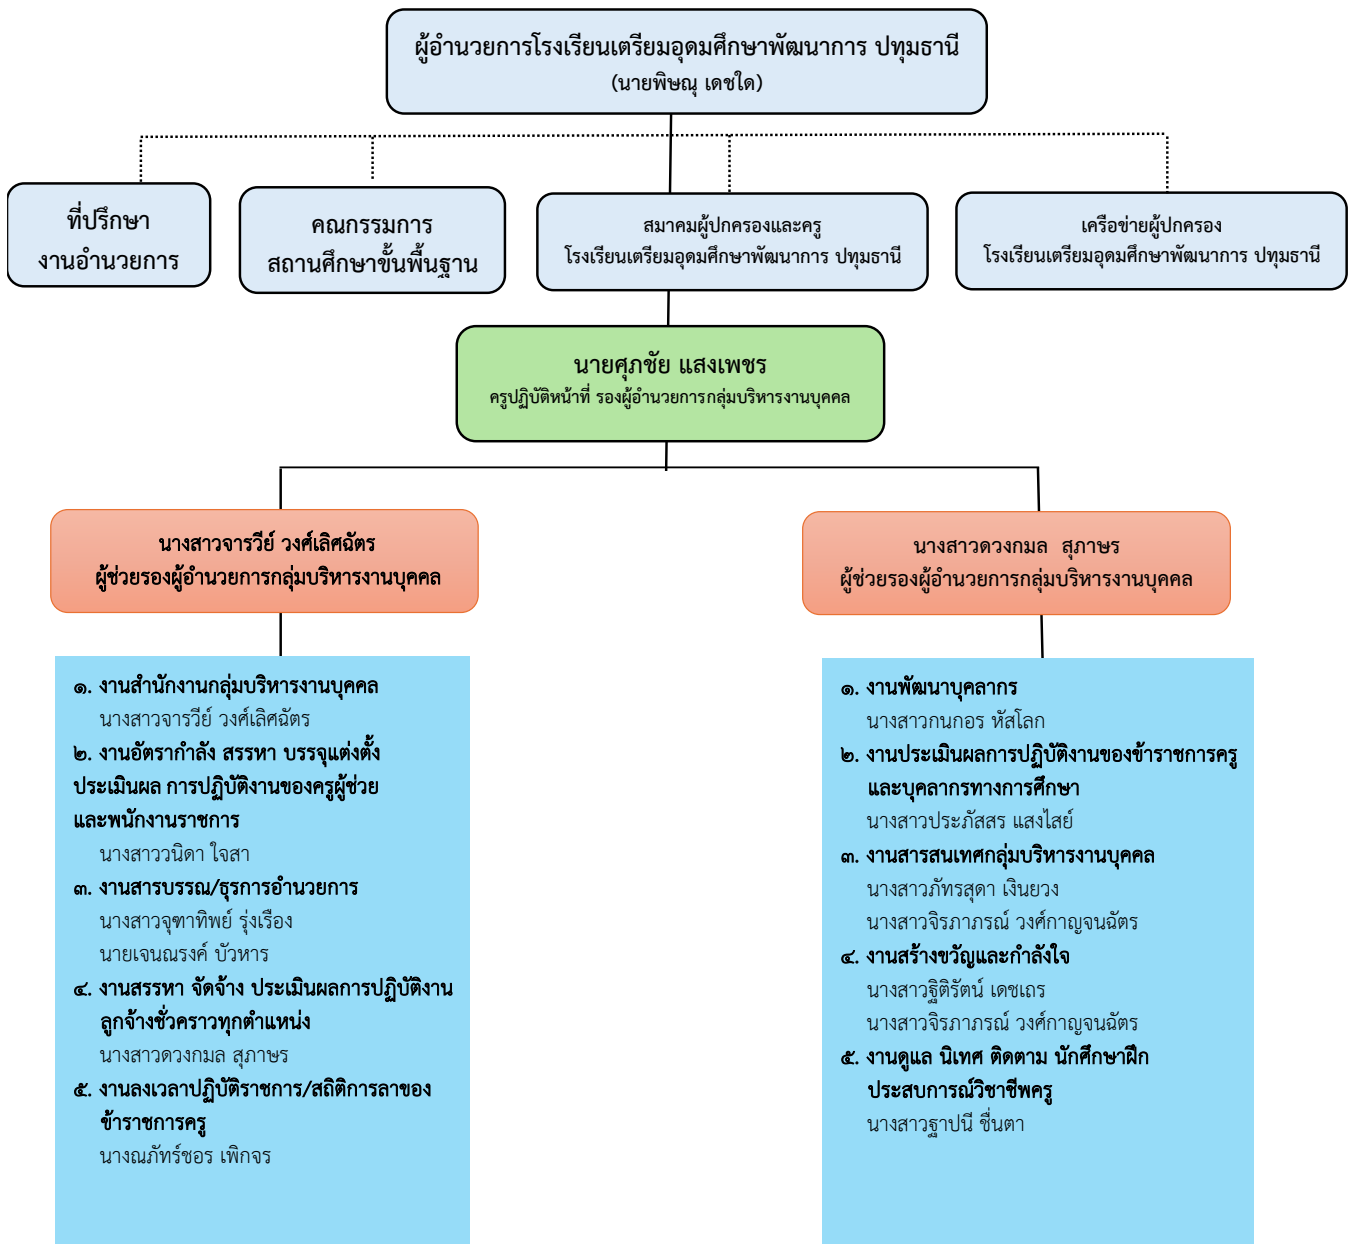 ผู้อำนวยการโรงเรียนเตรียมอุดมศึกษาพัฒนาการ ปทุมธานี
(นายพิษณุ เดชใด)
ที่ปรึกษา
งานอำนวยการ
คณกรรมการ
สถานศึกษาขั้นพื้นฐาน
สมาคมผู้ปกครองและครู
โรงเรียนเตรียมอุดมศึกษาพัฒนาการ ปทุมธานี
เครือข่ายผู้ปกครอง
โรงเรียนเตรียมอุดมศึกษาพัฒนาการ ปทุมธานี
นายศุภชัย แสงเพชร
ครูปฏิบัติหน้าที่ รองผู้อำนวยการกลุ่มบริหารงานบุคคล
นางสาวจารวีย์ วงศ์เลิศฉัตร
ผู้ช่วยรองผู้อำนวยการกลุ่มบริหารงานบุคคล
๑. งานสำนักงานกลุ่มบริหารงานบุคคล
นางสาวจารวีย์ วงศ์เลิศฉัตร
๒. งานอัตรากำลัง สรรหา บรรจุแต่งตั้ง
ประเมินผล การปฏิบัติงานของครูผู้ช่วย
และพนักงานราชการ
นางสาววนิดา ใจสา
๓. งานสารบรรณ/ธุรการอำนวยการ
นางสาวจุฑาทิพย์ รุ่งเรือง
นายเจนณรงค์ บัวหาร
๔. งานสรรหา จัดจ้าง ประเมินผลการปฏิบัติงาน
ลูกจ้างชั่วคราวทุกตำแหน่ง
นางสาวดวงกมล สุภาษร
๕. งานลงเวลาปฏิบัติราชการ/สถิติการลาของ
ข้าราชการครู
นางณภัทร์ชอร เพิกจร
นางสาวดวงกมล สุภาษร
ผู้ช่วยรองผู้อำนวยการกลุ่มบริหารงานบุคคล
๑. งานพัฒนาบุคลากร
นางสาวกนกอร หัสโลก
๒. งานประเมินผลการปฏิบัติงานของข้าราชการครู
และบุคลากรทางการศึกษา
นางสาวประภัสสร แสงไสย์
๓. งานสารสนเทศกลุ่มบริหารงานบุคคล
นางสาวภัทรสุดา เงินยวง
นางสาวจิรภาภรณ์ วงศ์กาญจนฉัตร
๔. งานสร้างขวัญและกำลังใจ
นางสาวฐิติรัตน์ เดชเถร
นางสาวจิรภาภรณ์ วงศ์กาญจนฉัตร
๕. งานดูแล นิเทศ ติดตาม นักศึกษาฝึก
ประสบการณ์วิชาชีพครู
นางสาวฐาปนี ชื่นตา